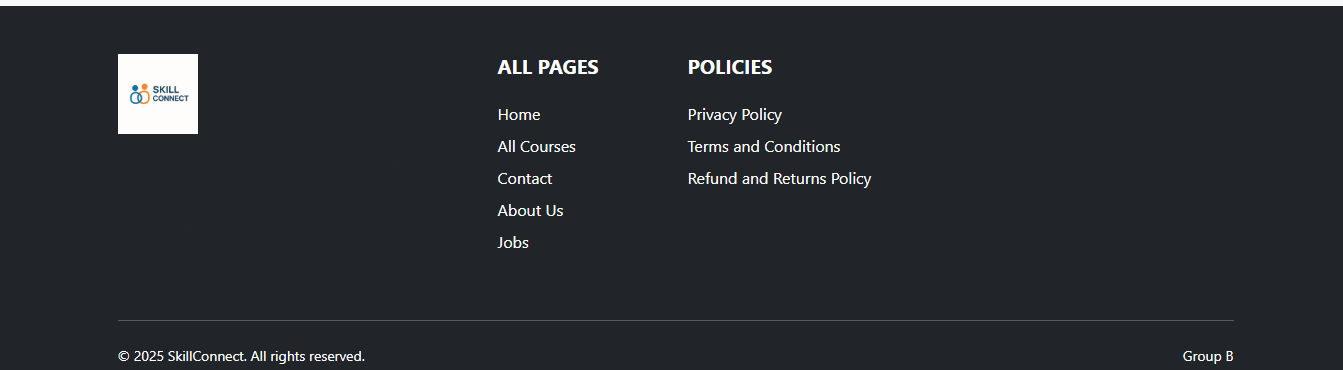 SKILL
CONNECT
ALL PAGES
Home
All Courses
Contact
About Us
Jobs
POLICIES
Privacy Policy
Terms and Conditions
Refund and Returns Policy
© 2025 SkillConnect. All rights reserved.
Group B